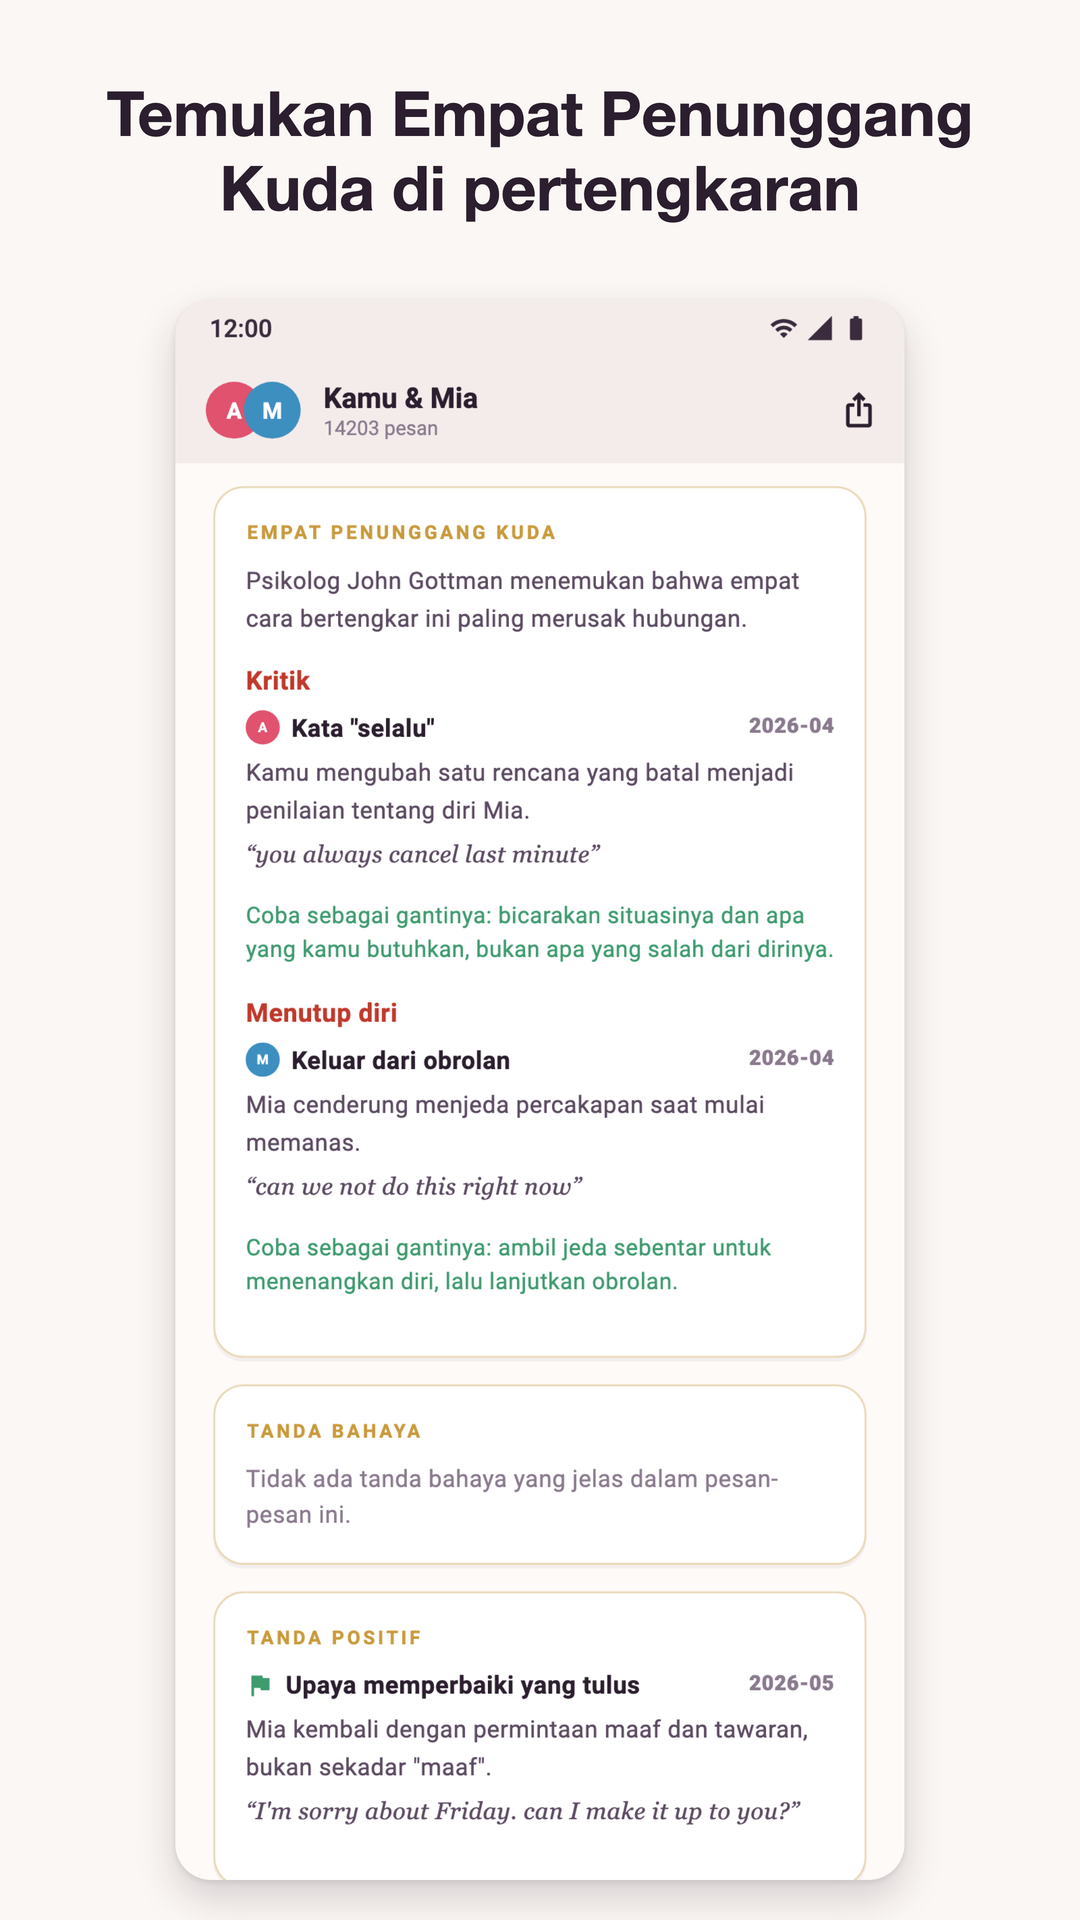 Temukan Empat Penunggang
Kuda di pertengkaran
12:00
A M
Kamu & Mia
14203 pesan
EMPAT PENUNGGANG KUDA
Psikolog John Gottman menemukan bahwa empat
cara bertengkar ini paling merusak hubungan.
Kritik
A Kata "selalu" 2026-04
Kamu mengubah satu rencana yang batal menjadi
penilaian tentang diri Mia.
“you always cancel last minute”
Coba sebagai gantinya: bicarakan situasinya dan apa
yang kamu butuhkan, bukan apa yang salah dari dirinya.
Menutup diri
M Keluar dari obrolan 2026-04
Mia cenderung menjeda percakapan saat mulai
memanas.
“can we not do this right now”
Coba sebagai gantinya: ambil jeda sebentar untuk
menenangkan diri, lalu lanjutkan obrolan.
TANDA BAHAYA
Tidak ada tanda bahaya yang jelas dalam pesan-
pesan ini.
TANDA POSITIF
Upaya memperbaiki yang tulus 2026-05
Mia kembali dengan permintaan maaf dan tawaran,
bukan sekadar "maaf".
“I'm sorry about Friday. can I make it up to you?”